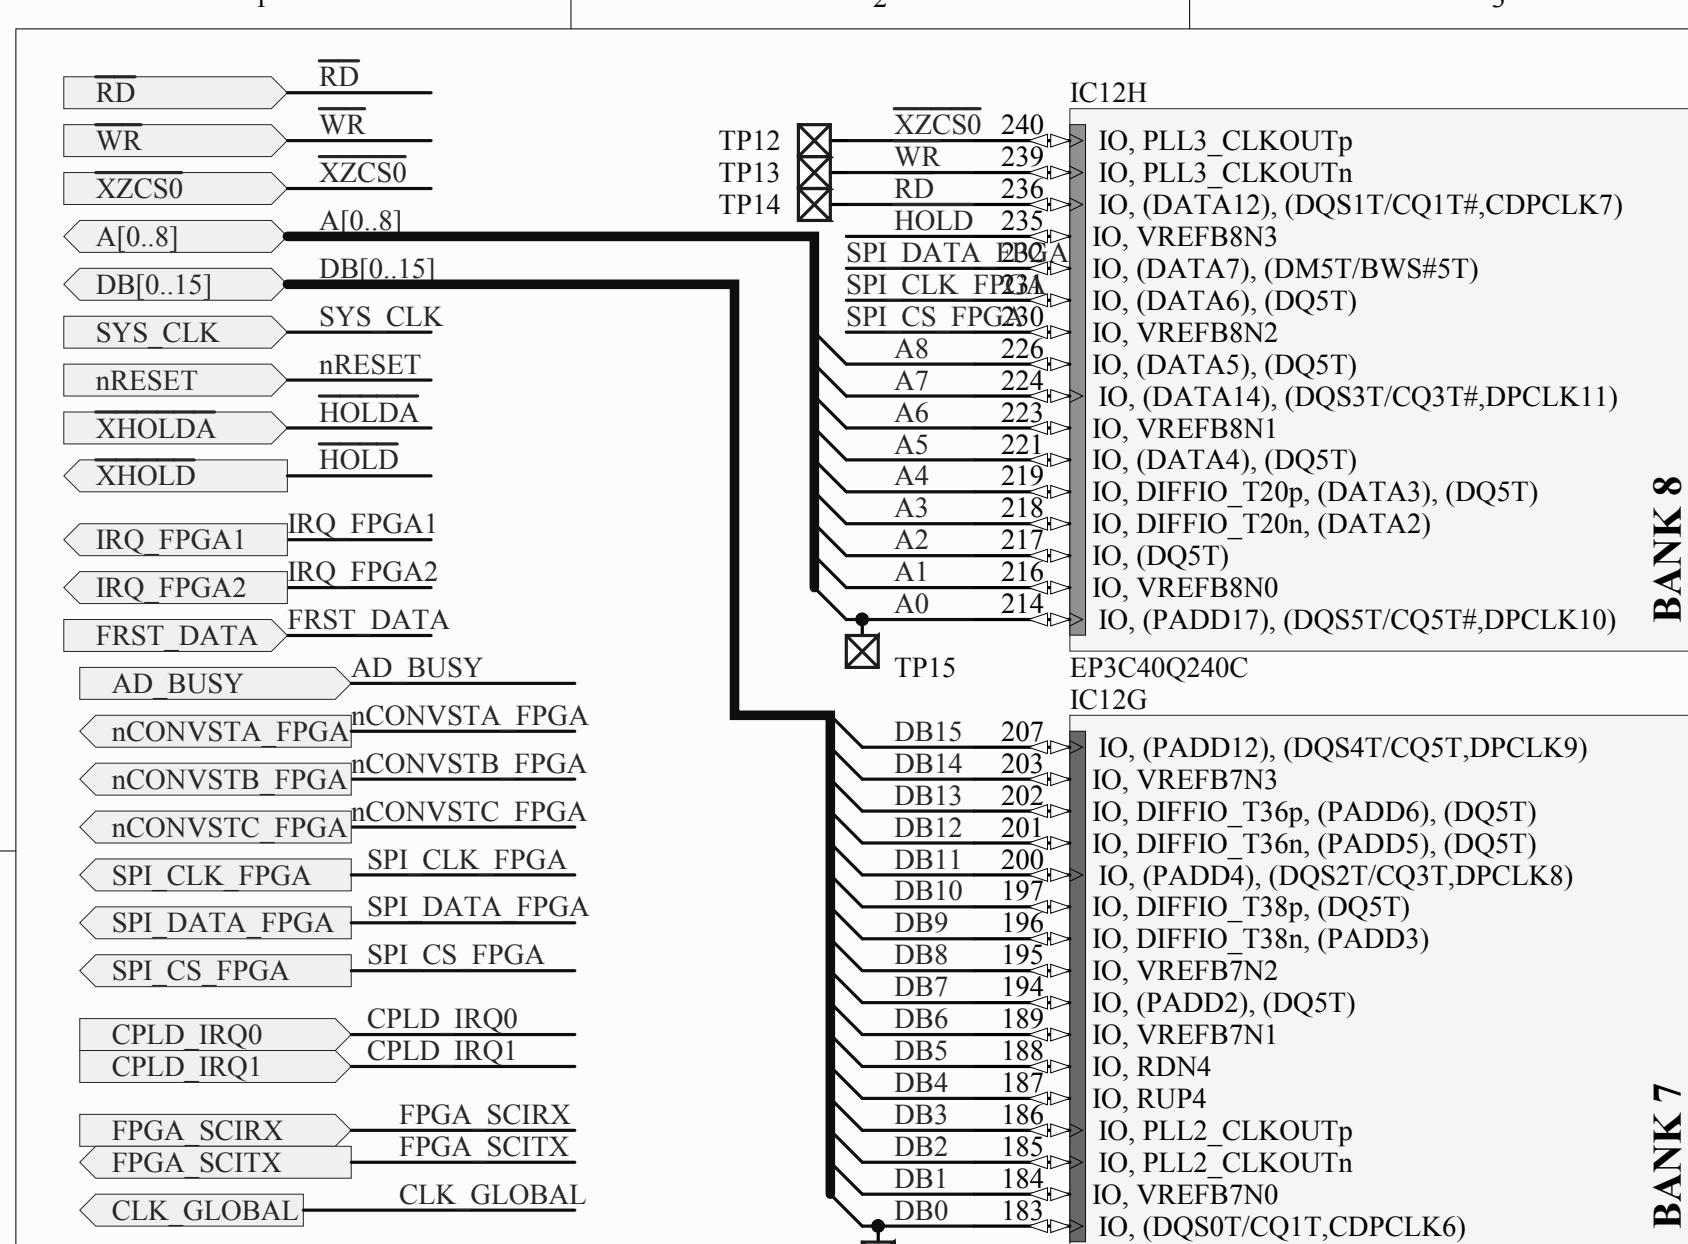 1 2 3
RD RD
WR WR
XZCS0 XZCS0
A[0..8] A[0..8]
DB[0..15] DB[0..15]
SYS_CLK SYS_CLK
nRESET nRESET
XHOLDA HOLDA
XHOLD HOLD
IRQ_FPGA1 IRQ_FPGA1
IRQ_FPGA2 IRQ_FPGA2
FRST_DATA FRST_DATA
AD_BUSY AD_BUSY
nCONVSTA_FPGA nCONVSTA_FPGA
nCONVSTB_FPGA nCONVSTB_FPGA
nCONVSTC_FPGA nCONVSTC_FPGA
SPI_CLK_FPGA SPI_CLK_FPGA
SPI_DATA_FPGA SPI_DATA_FPGA
SPI_CS_FPGA SPI_CS_FPGA
CPLD_IRQ0 CPLD_IRQ0
CPLD_IRQ1 CPLD_IRQ1
FPGA_SCIRX FPGA_SCIRX
FPGA_SCITX FPGA_SCITX
CLK_GLOBAL CLK_GLOBAL
IC12H
TP12 XZCS0 240 IO, PLL3_CLKOUTp
TP13 WR 239 IO, PLL3_CLKOUTn
TP14 RD 236 IO, (DATA12), (DQS1T/CQ1T#,CDPCLK7)
HOLD 235 IO, VREFB8N3
SPI_DATA_FPGA 232 IO, (DATA7), (DM5T/BWS#5T)
SPI_CLK_FPGA 231 IO, (DATA6), (DQ5T)
SPI_CS_FPGA 230 IO, VREFB8N2
A8 226 IO, (DATA5), (DQ5T)
A7 224 IO, (DATA14), (DQS3T/CQ3T#,DPCLK11)
A6 223 IO, VREFB8N1
A5 221 IO, (DATA4), (DQ5T)
A4 219 IO, DIFFIO_T20p, (DATA3), (DQ5T)
A3 218 IO, DIFFIO_T20n, (DATA2)
A2 217 IO, (DQ5T)
A1 216 IO, VREFB8N0
A0 214 IO, (PADD17), (DQS5T/CQ5T#,DPCLK10)
BANK 8
TP15
EP3C40Q240C
IC12G
DB15 207 IO, (PADD12), (DQS4T/CQ5T,DPCLK9)
DB14 203 IO, VREFB7N3
DB13 202 IO, DIFFIO_T36p, (PADD6), (DQ5T)
DB12 201 IO, DIFFIO_T36n, (PADD5), (DQ5T)
DB11 200 IO, (PADD4), (DQS2T/CQ3T,DPCLK8)
DB10 197 IO, DIFFIO_T38p, (DQ5T)
DB9 196 IO, DIFFIO_T38n, (PADD3)
DB8 195 IO, VREFB7N2
DB7 194 IO, (PADD2), (DQ5T)
DB6 189 IO, VREFB7N1
DB5 188 IO, RDN4
DB4 187 IO, RUP4
DB3 186 IO, PLL2_CLKOUTp
DB2 185 IO, PLL2_CLKOUTn
DB1 184 IO, VREFB7N0
DB0 183 IO, (DQS0T/CQ1T,CDPCLK6)
BANK 7